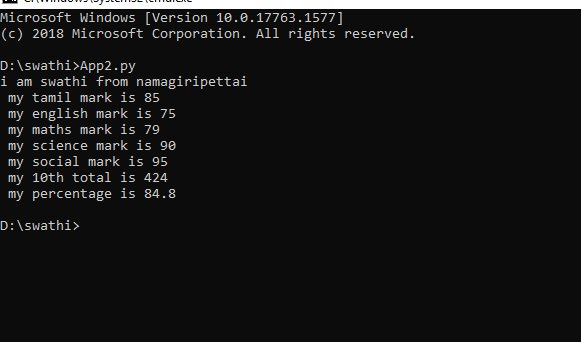 Microsoft Windows [Version 10.0.17763.1577]
(c) 2018 Microsoft Corporation. All rights reserved.
D:\swathi>App2.py
i am swathi from namagiripettai
my tamil mark is 85
my english mark is 75
my maths mark is 79
my science mark is 90
my social mark is 95
my 10th total is 424
my percentage is 84.8
D:\swathi>